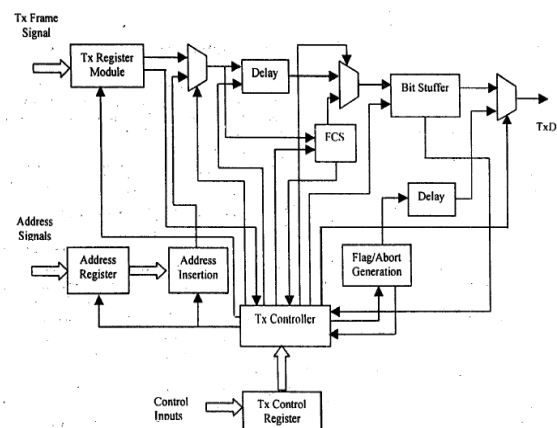 Tx Frame
Signal
Tx Register
Module
Delay
Bit Stuffer
TxD
FCS
Delay
Address
Signals
Address
Register
Address
Insertion
Flag/Abort
Generation
Tx Controller
Control
Inputs
Tx Control
Register